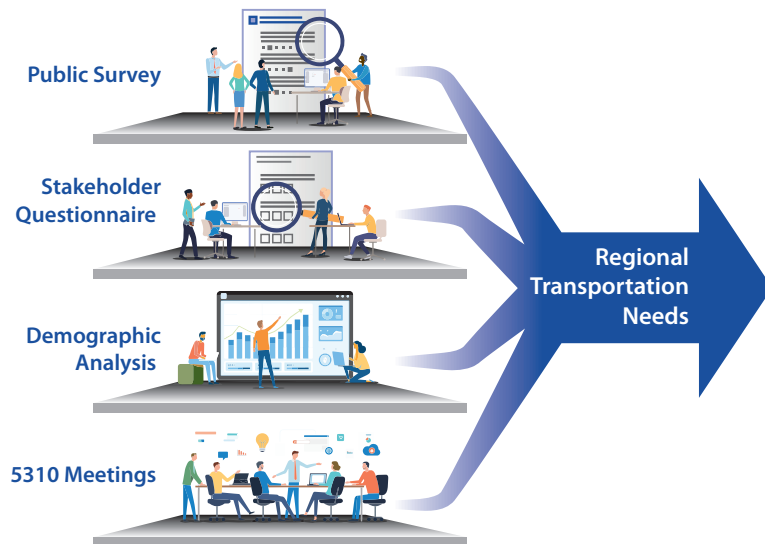 Public Survey
Stakeholder
Questionnaire
Demographic
Analysis
5310 Meetings
Regional
Transportation
Needs